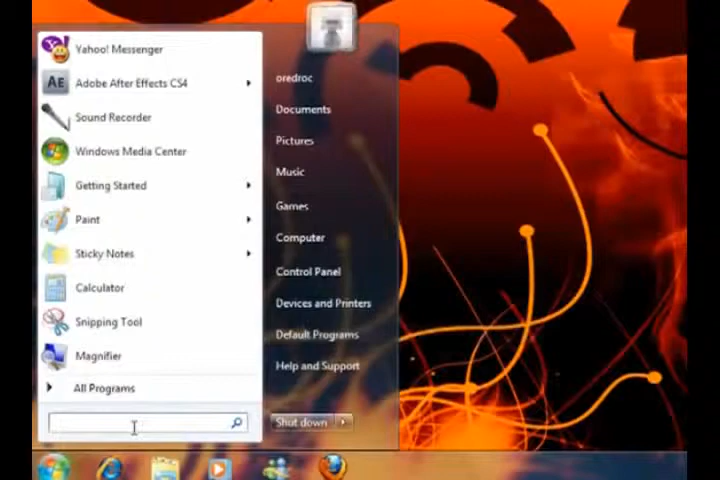 Yahoo! Messenger
AE Adobe After Effects CS4
Sound Recorder
Windows Media Center
Getting Started
Paint
Sticky Notes
Calculator
Snipping Tool
Magnifier
All Programs
oredroc
Documents
Pictures
Music
Games
Computer
Control Panel
Devices and Printers
Default Programs
Help and Support
Shut down